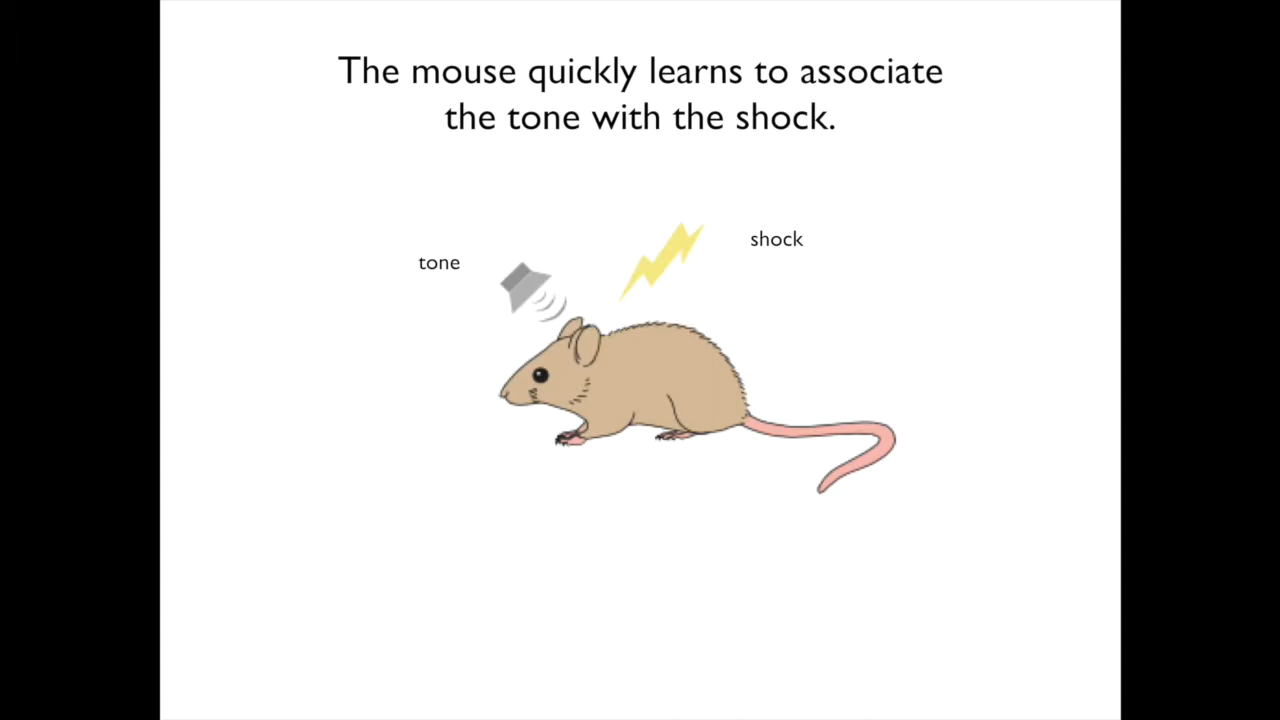 The mouse quickly learns to associate
the tone with the shock.
shock
tone